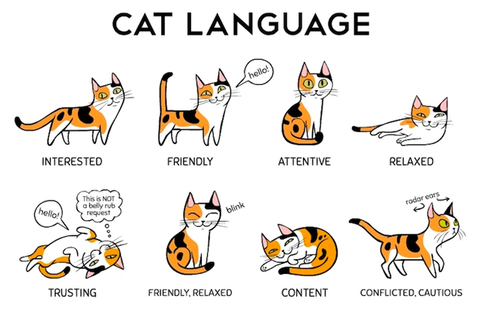 CAT LANGUAGE
hello!
INTERESTED
FRIENDLY
ATTENTIVE
RELAXED
hello!
This is NOT
a belly rub
request
blink
radar ears
TRUSTING
FRIENDLY, RELAXED
CONTENT
CONFLICTED, CAUTIOUS